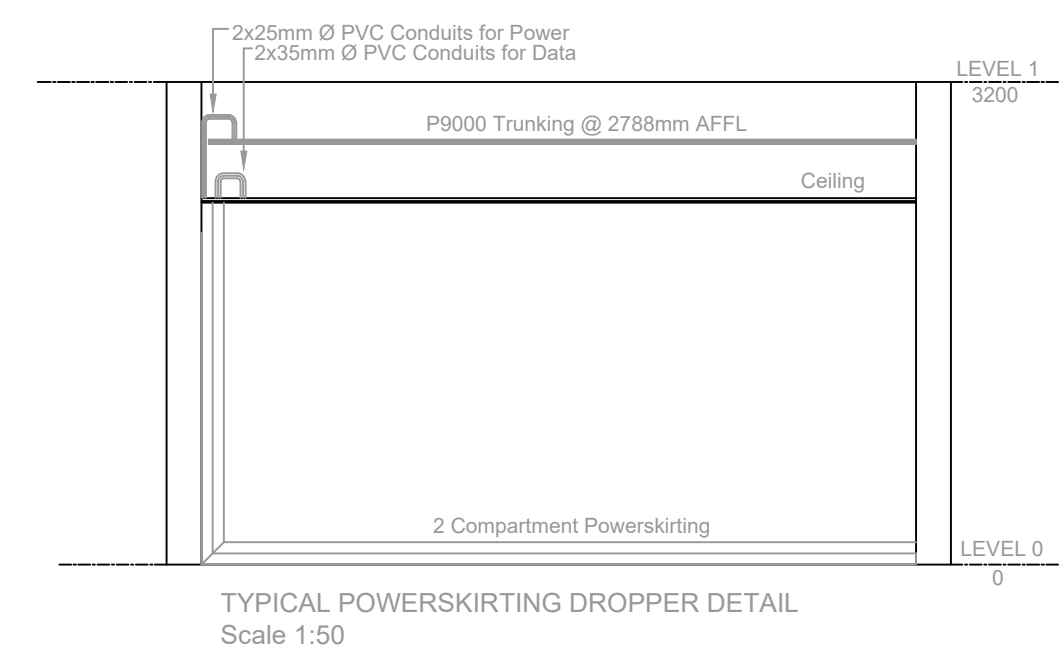 2x25mm Ø PVC Conduits for Power
2x35mm Ø PVC Conduits for Data
LEVEL 1
3200
P9000 Trunking @ 2788mm AFFL
Ceiling
2 Compartment Powerskirting
LEVEL 0
0
TYPICAL POWERSKIRTING DROPPER DETAIL
Scale 1:50